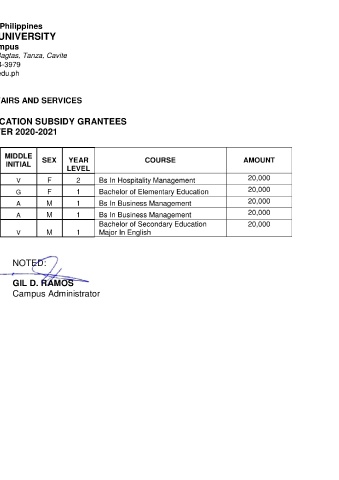 Philippines
UNIVERSITY
mpus
Bagtas, Tanza, Cavite
-3979
edu.ph
AIRS AND SERVICES
CATION SUBSIDY GRANTEES
TER 2020-2021
MIDDLE INITIAL SEX YEAR LEVEL COURSE AMOUNT
V F 2 Bs In Hospitality Management 20,000
G F 1 Bachelor of Elementary Education 20,000
A M 1 Bs In Business Management 20,000
A M 1 Bs In Business Management 20,000
V M 1 Bachelor of Secondary Education Major In English 20,000
NOTED:
GIL D. RAMOS
Campus Administrator